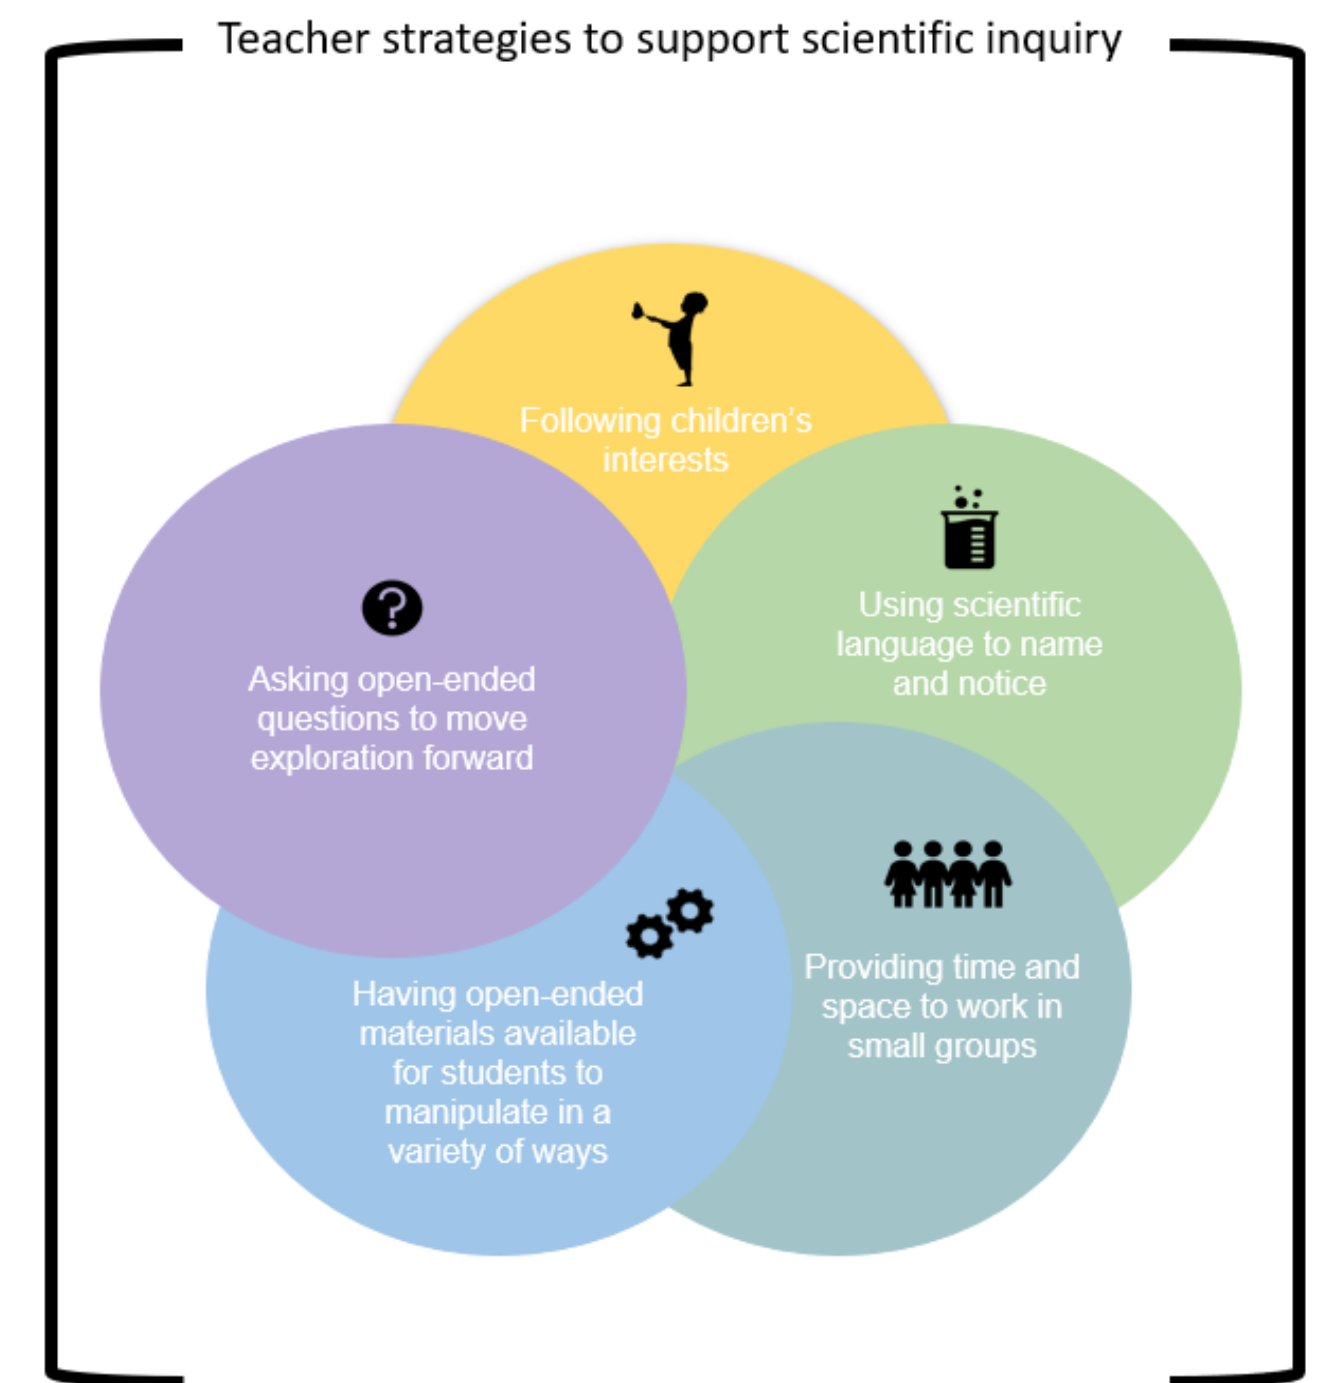 Teacher strategies to support scientific inquiry
Following children's
interests
Using scientific
language to name
and notice
Asking open-ended
questions to move
exploration forward
Providing time and
space to work in
small groups
Having open-ended
materials available
for students to
manipulate in a
variety of ways